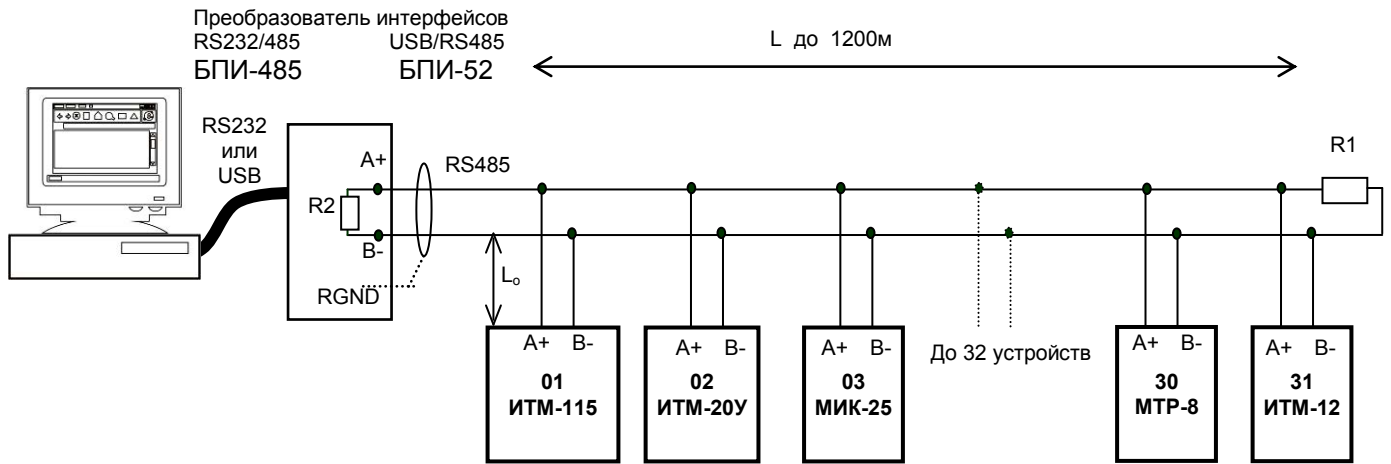 Преобразователь интерфейсов
RS232/485 USB/RS485
БПИ-485 БПИ-52
L до 1200м
RS232
или
USB
A+
R2
B-
RGND
RS485
Lо
R1
До 32 устройств
A+ B-
01
ИТМ-115
A+ B-
02
ИТМ-20У
A+ B-
03
МИК-25
A+ B-
30
МТР-8
A+ B-
31
ИТМ-12